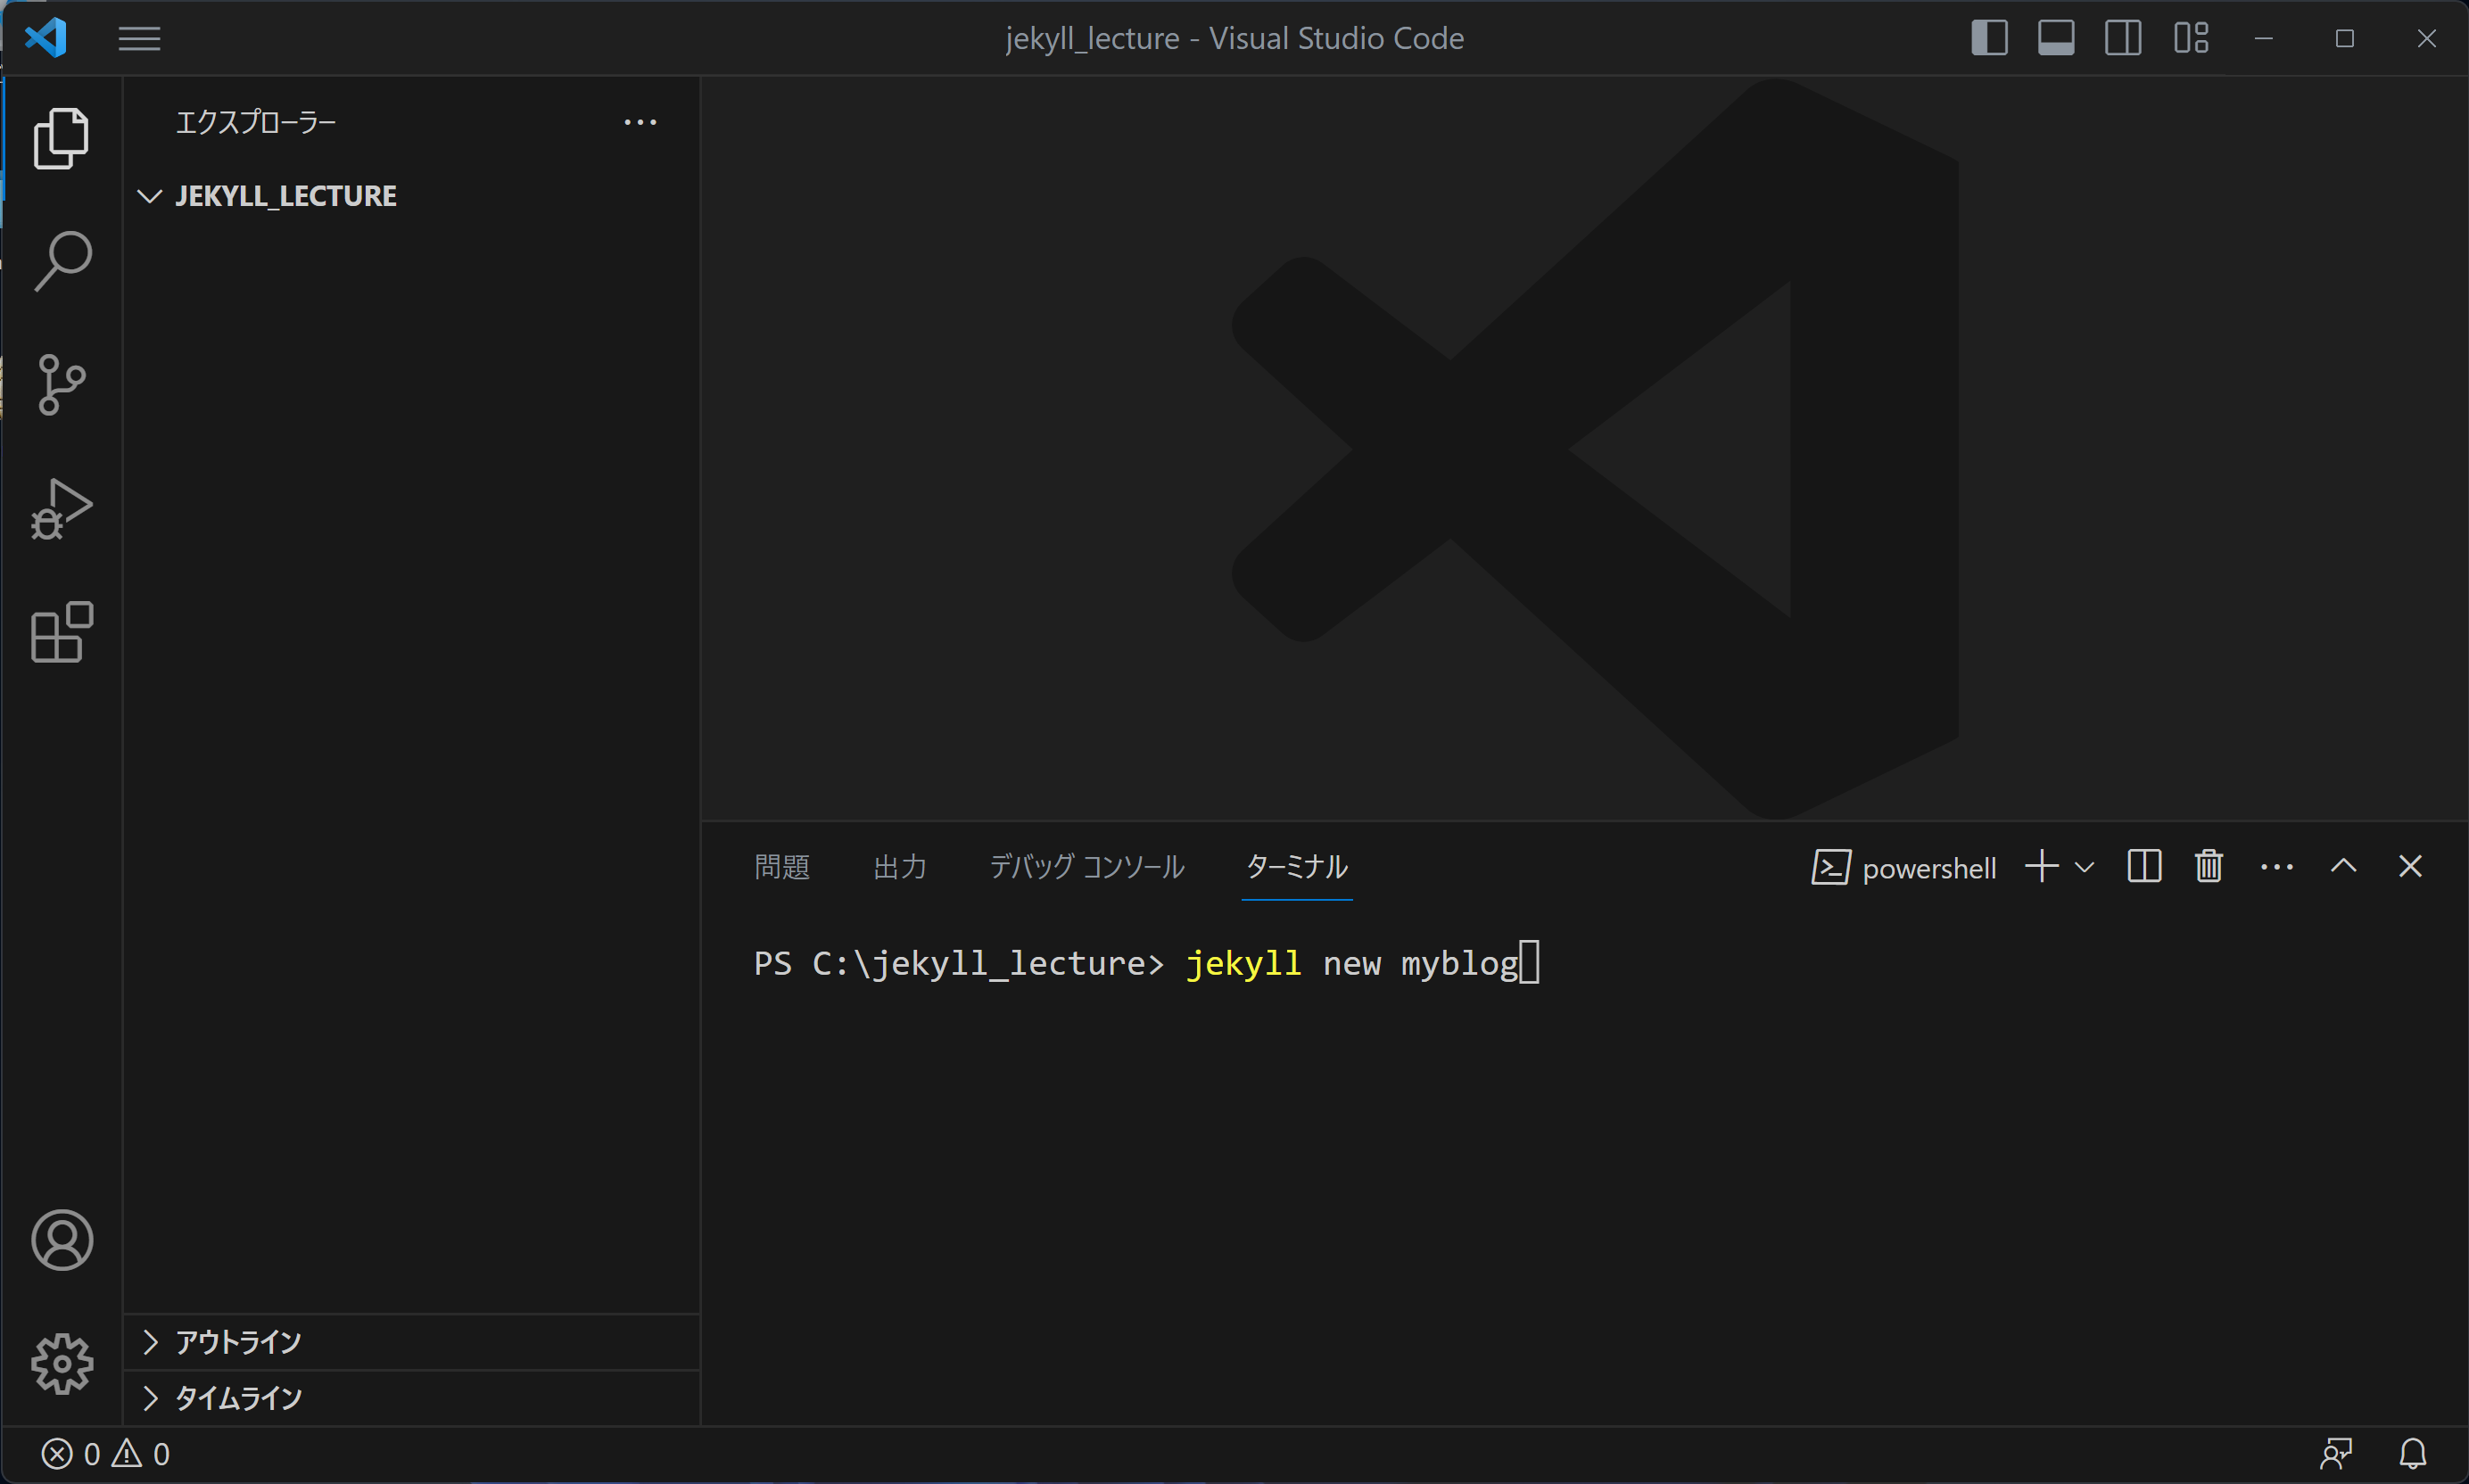 jekyll_lecture - Visual Studio Code
エクスプローラー
JEKYLL_LECTURE
問題 出力 デバッグ コンソール ターミナル powershell
PS C:\jekyll_lecture> jekyll new myblog
アウトライン
タイムライン
0 0